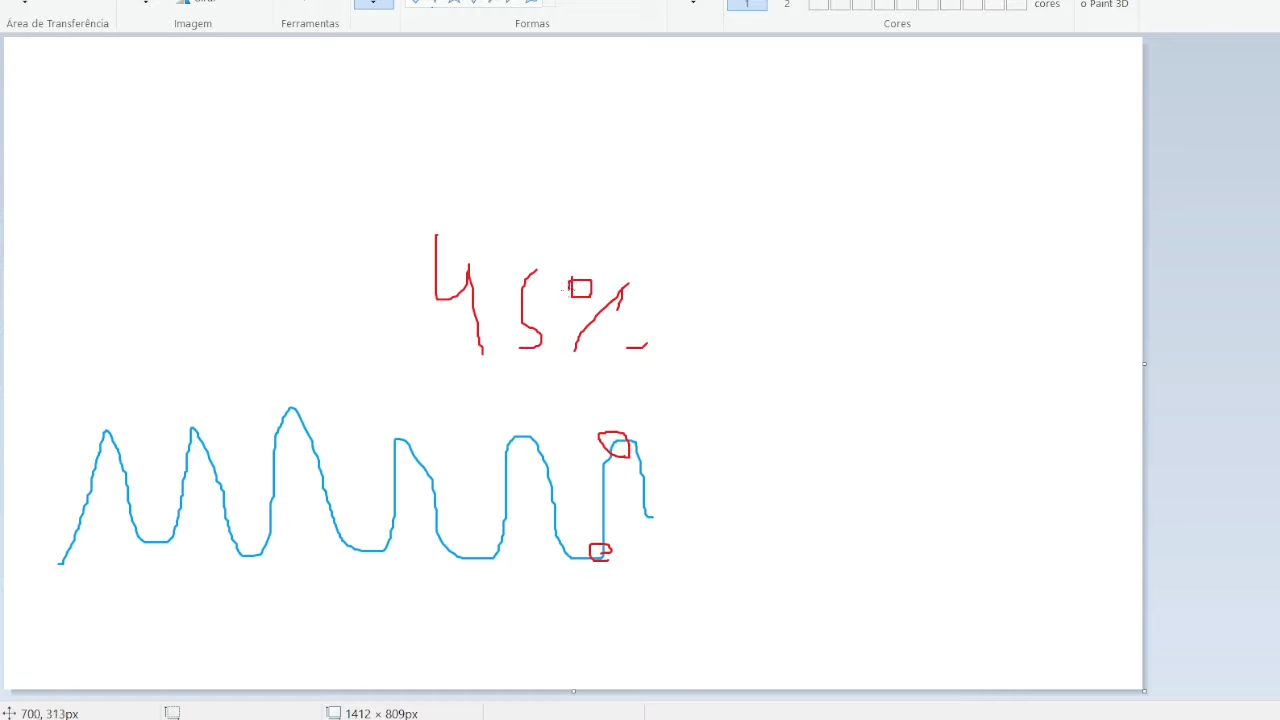 Área de Transferência Imagem Ferramentas Formas Cores
1 2 cores o Paint 3D
45%
700, 313px 1412 × 809px